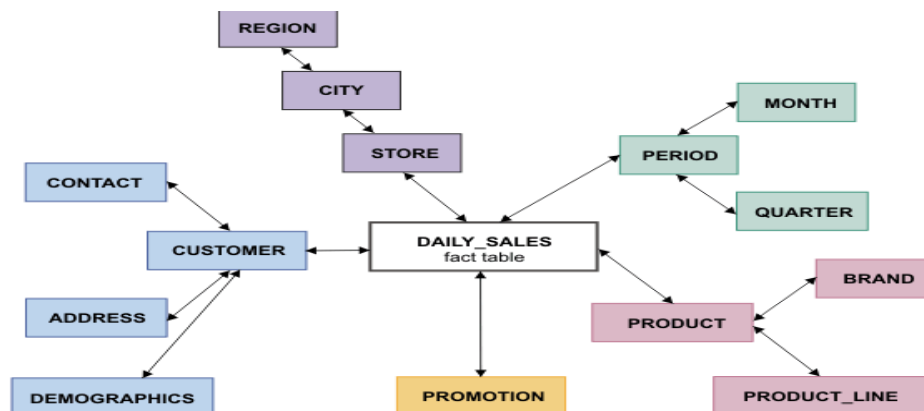 REGION
CITY
MONTH
STORE
PERIOD
CONTACT
QUARTER
DAILY_SALES
fact table
CUSTOMER
BRAND
ADDRESS
PRODUCT
DEMOGRAPHICS
PROMOTION
PRODUCT_LINE